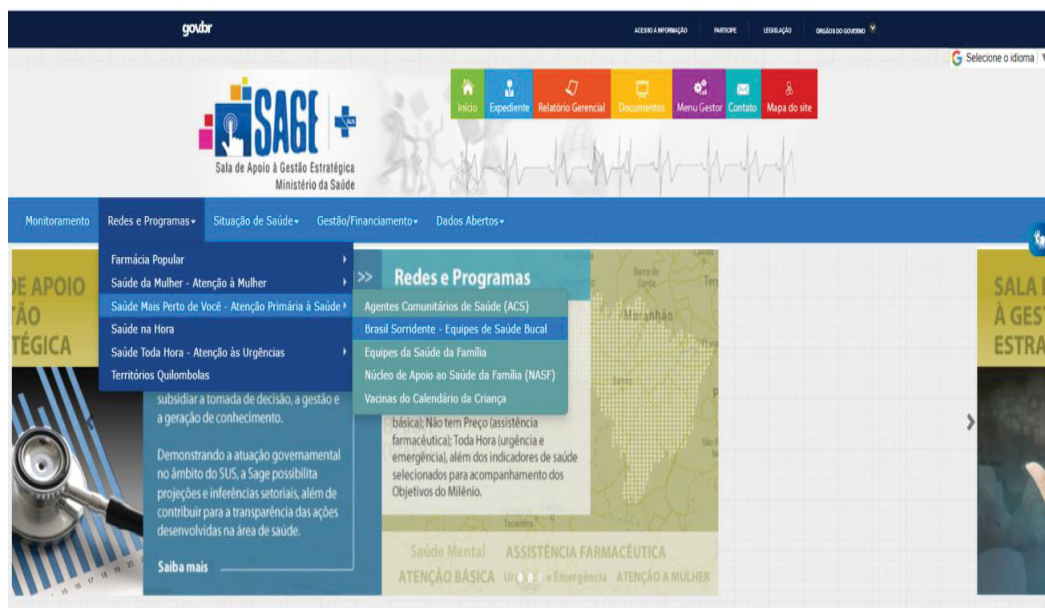 gov.br
ACESSO À INFORMAÇÃO
PARTICIPE
LEGISLAÇÃO
ÓRGÃOS DO GOVERNO
G Selecione o idioma
SAGE
SUS
Sala de Apoio à Gestão Estratégica
Ministério da Saúde
Início
Expediente
Relatório Gerencial
Documentos
Menu Gestor
Contato
Mapa do site
Monitoramento
Redes e Programas
Situação de Saúde
Gestão/Financiamento
Dados Abertos
Farmácia Popular
Saúde da Mulher - Atenção à Mulher
Saúde Mais Perto de Você - Atenção Primária à Saúde
Saúde na Hora
Saúde Toda Hora - Atenção às Urgências
Territórios Quilombolas
>> Redes e Programas
Agentes Comunitários de Saúde (ACS)
Brasil Sorridente - Equipes de Saúde Bucal
Equipes da Saúde da Família
Núcleo de Apoio ao Saúde da Família (NASF)
Vacinas do Calendário da Criança
DE APOIO
TÃO
TÉGICA
subsidiar a tomada de decisão, a gestão e
a geração de conhecimento.
Demonstrando a atuação governamental
no âmbito do SUS, a Sage possibilita
projeções e inferências setoriais, além de
contribuir para a transparência das ações
desenvolvidas na área de saúde.
Saiba mais
básica); Não tem Preço (assistência
farmacêutica); Toda Hora (urgência e
emergência), além dos indicadores de saúde
selecionados para acompanhamento dos
Objetivos do Milênio.
Barra do
Corda
Maranhão
Tocantins
Saúde Mental
ASSISTÊNCIA FARMACÊUTICA
ATENÇÃO BÁSICA
e Emergência
ATENÇÃO A MULHER
SALA
À GES
ESTRA